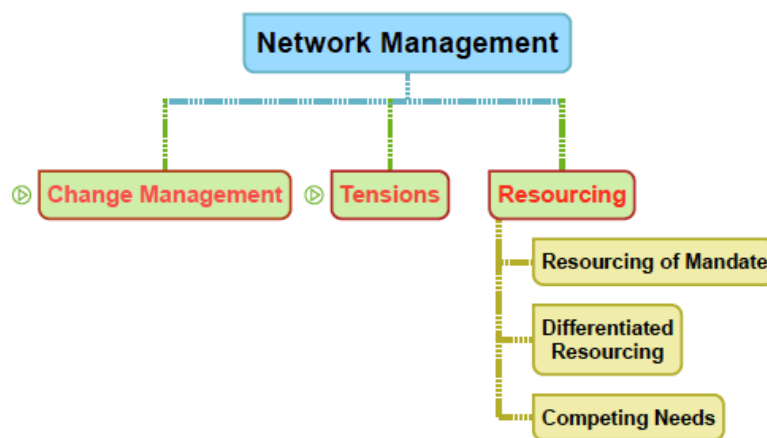 Network Management
Change Management
Tensions
Resourcing
Resourcing of Mandate
Differentiated
Resourcing
Competing Needs